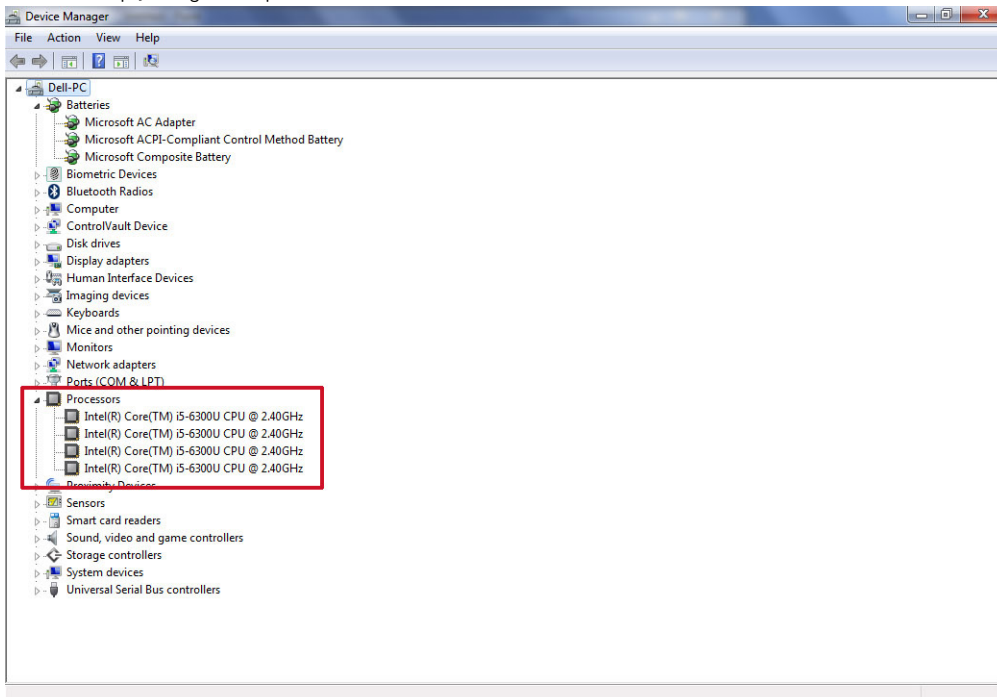 Device Manager
File Action View Help
Dell-PC
Batteries
Microsoft AC Adapter
Microsoft ACPI-Compliant Control Method Battery
Microsoft Composite Battery
Biometric Devices
Bluetooth Radios
Computer
ControlVault Device
Disk drives
Display adapters
Human Interface Devices
Imaging devices
Keyboards
Mice and other pointing devices
Monitors
Network adapters
Ports (COM & LPT)
Processors
Intel(R) Core(TM) i5-6300U CPU @ 2.40GHz
Intel(R) Core(TM) i5-6300U CPU @ 2.40GHz
Intel(R) Core(TM) i5-6300U CPU @ 2.40GHz
Intel(R) Core(TM) i5-6300U CPU @ 2.40GHz
Proximity Devices
Sensors
Smart card readers
Sound, video and game controllers
Storage controllers
System devices
Universal Serial Bus controllers